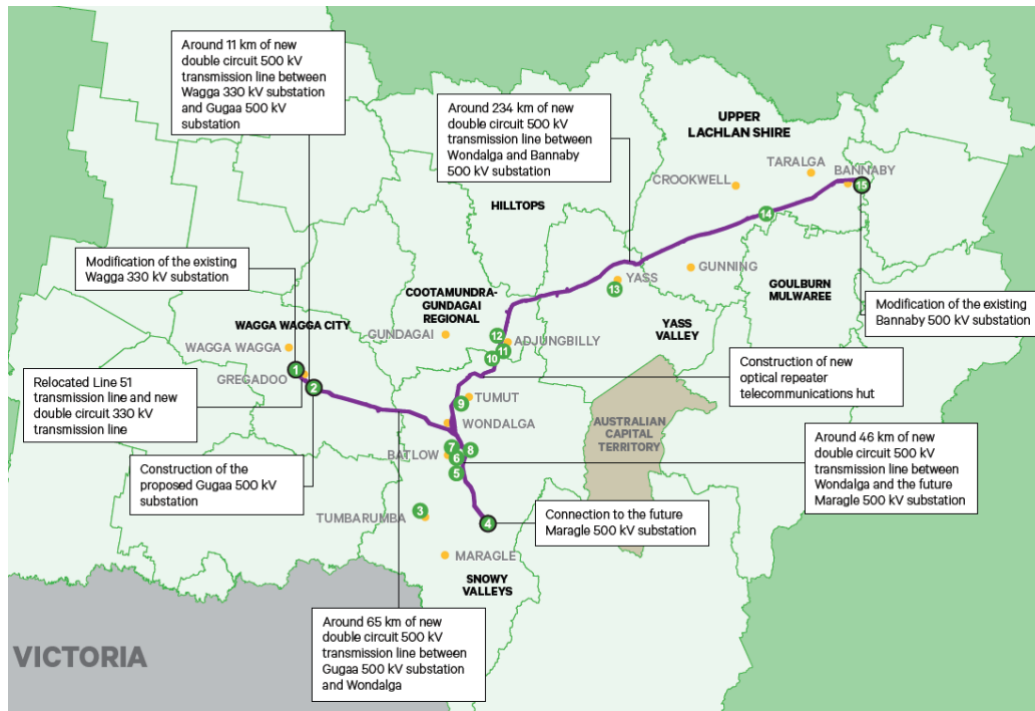 Around 11 km of new
double circuit 500 kV
transmission line between
Wagga 330 kV substation
and Gugaa 500 kV
substation
Around 234 km of new
double circuit 500 kV
transmission line between
Wondalga and Bannaby
500 kV substation
UPPER
LACHLAN SHIRE
TARALGA
BANNABY
CROOKWELL
15
14
HILLTOPS
Modification of the existing
Wagga 330 kV substation
GUNNING
YASS
13
GOULBURN
MULWAREE
COOTAMUNDRA-
GUNDAGAI
REGIONAL
Modification of the existing
Bannaby 500 kV substation
WAGGA WAGGA CITY
GUNDAGAI
YASS
VALLEY
12
ADJUNGBILLY
11
10
WAGGA WAGGA
1
GREGADOO
2
Construction of new
optical repeater
telecommunications hut
Relocated Line 51
transmission line and new
double circuit 330 kV
transmission line
TUMUT
9
WONDALGA
AUSTRALIAN
CAPITAL
TERRITORY
Around 46 km of new
double circuit 500 kV
transmission line between
Wondalga and the future
Maragle 500 kV substation
7
8
BATLOW
6
5
Construction of the
proposed Gugaa 500 kV
substation
3
TUMBARUMBA
4
Connection to the future
Maragle 500 kV substation
MARAGLE
SNOWY
VALLEYS
Around 65 km of new
double circuit 500 kV
transmission line between
Gugaa 500 kV substation
and Wondalga
VICTORIA